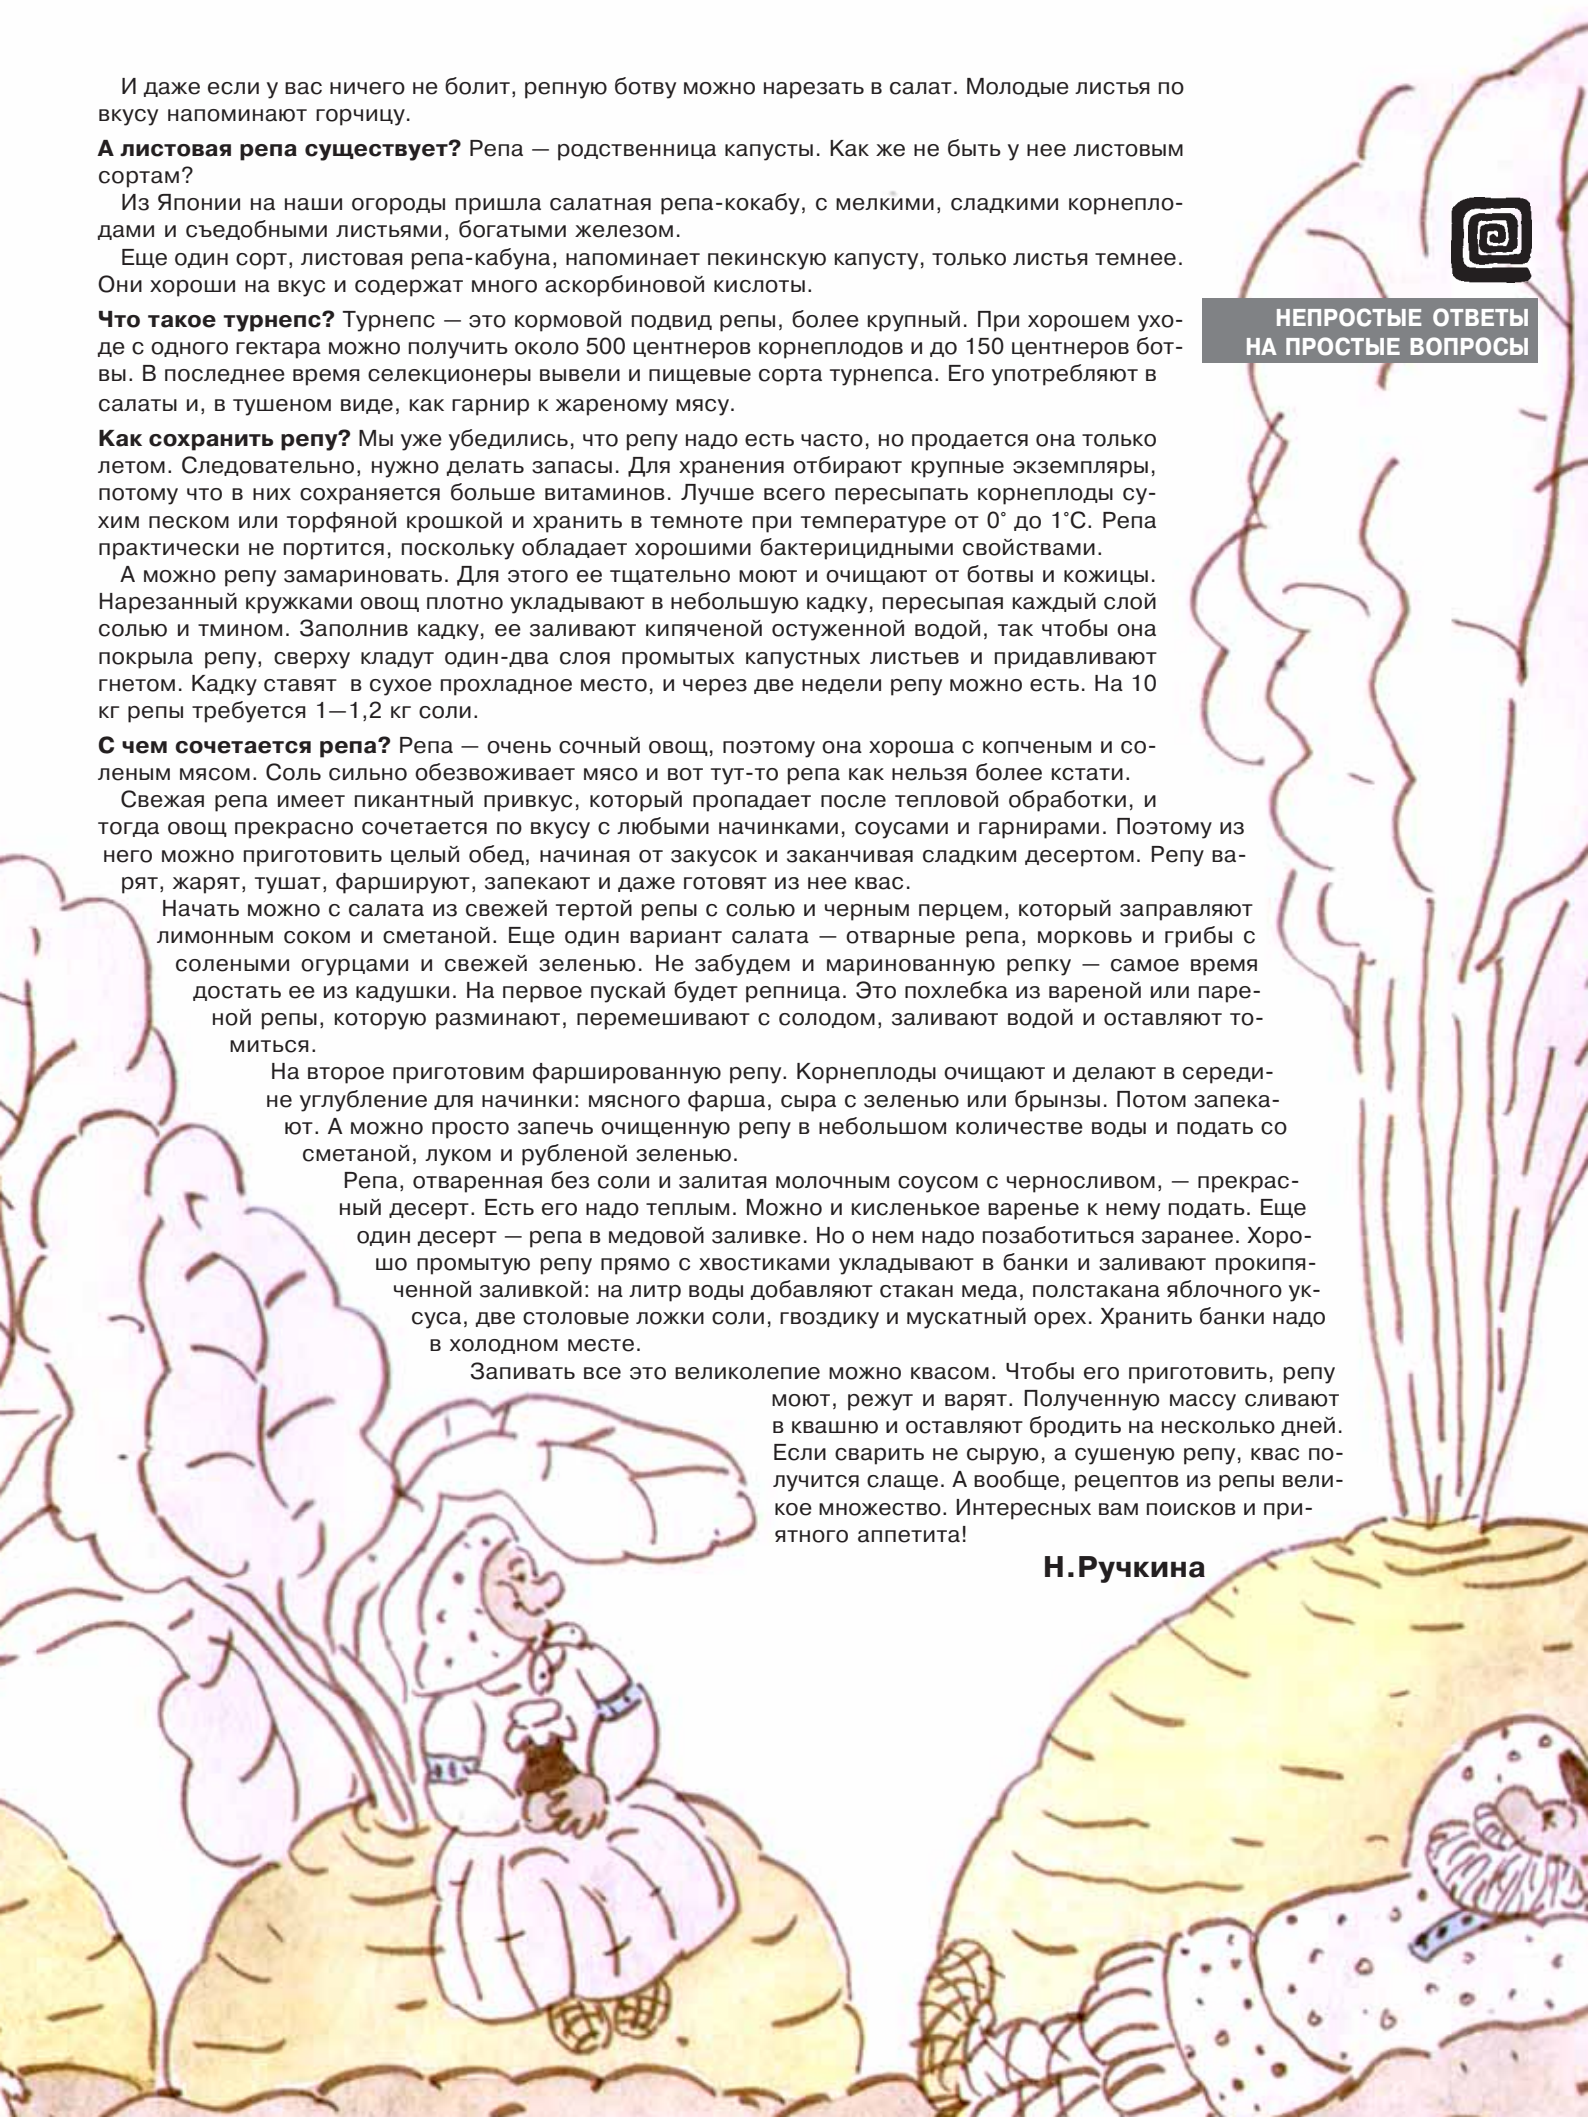 И даже если у вас ничего не болит, репную ботву можно нарезать в салат. Молодые листья по
вкусу напоминают горчицу.
А листовая репа существует? Репа — родственница капусты. Как же не быть у нее листовым
сортам?
Из Японии на наши огороды пришла салатная репа-кокабу, с мелкими, сладкими корнепло-
дами и съедобными листьями, богатыми железом.
Еще один сорт, листовая репа-кабуна, напоминает пекинскую капусту, только листья темнее.
Они хороши на вкус и содержат много аскорбиновой кислоты.
Что такое турнепс? Турнепс — это кормовой подвид репы, более крупный. При хорошем ухо-
де с одного гектара можно получить около 500 центнеров корнеплодов и до 150 центнеров бот-
вы. В последнее время селекционеры вывели и пищевые сорта турнепса. Его употребляют в
салаты и, в тушеном виде, как гарнир к жареному мясу.
Как сохранить репу? Мы уже убедились, что репу надо есть часто, но продается она только
летом. Следовательно, нужно делать запасы. Для хранения отбирают крупные экземпляры,
потому что в них сохраняется больше витаминов. Лучше всего пересыпать корнеплоды су-
хим песком или торфяной крошкой и хранить в темноте при температуре от 0˚ до 1˚С. Репа
практически не портится, поскольку обладает хорошими бактерицидными свойствами.
А можно репу замариновать. Для этого ее тщательно моют и очищают от ботвы и кожицы.
Нарезанный кружками овощ плотно укладывают в небольшую кадку, пересыпая каждый слой
солью и тмином. Заполнив кадку, ее заливают кипяченой остуженной водой, так чтобы она
покрыла репу, сверху кладут один-два слоя промытых капустных листьев и придавливают
гнетом. Кадку ставят в сухое прохладное место, и через две недели репу можно есть. На 10
кг репы требуется 1—1,2 кг соли.
С чем сочетается репа? Репа — очень сочный овощ, поэтому она хороша с копченым и со-
леным мясом. Соль сильно обезвоживает мясо и вот тут-то репа как нельзя более кстати.
Свежая репа имеет пикантный привкус, который пропадает после тепловой обработки, и
тогда овощ прекрасно сочетается по вкусу с любыми начинками, соусами и гарнирами. Поэтому из
него можно приготовить целый обед, начиная от закусок и заканчивая сладким десертом. Репу ва-
рят, жарят, тушат, фаршируют, запекают и даже готовят из нее квас.
Начать можно с салата из свежей тертой репы с солью и черным перцем, который заправляют
лимонным соком и сметаной. Еще один вариант салата — отварные репа, морковь и грибы с
солеными огурцами и свежей зеленью. Не забудем и маринованную репку — самое время
достать ее из кадушки. На первое пускай будет репница. Это похлебка из вареной или паре-
ной репы, которую разминают, перемешивают с солодом, заливают водой и оставляют то-
миться.
На второе приготовим фаршированную репу. Корнеплоды очищают и делают в середи-
не углубление для начинки: мясного фарша, сыра с зеленью или брынзы. Потом запека-
ют. А можно просто запечь очищенную репу в небольшом количестве воды и подать со
сметаной, луком и рубленой зеленью.
Репа, отваренная без соли и залитая молочным соусом с черносливом, — прекрас-
ный десерт. Есть его надо теплым. Можно и кисленькое варенье к нему подать. Еще
один десерт — репа в медовой заливке. Но о нем надо позаботиться заранее. Хоро-
шо промытую репу прямо с хвостиками укладывают в банки и заливают прокипя-
ченной заливкой: на литр воды добавляют стакан меда, полстакана яблочного ук-
суса, две столовые ложки соли, гвоздику и мускатный орех. Хранить банки надо
в холодном месте.
Запивать все это великолепие можно квасом. Чтобы его приготовить, репу
моют, режут и варят. Полученную массу сливают
в квашню и оставляют бродить на несколько дней.
Если сварить не сырую, а сушеную репу, квас по-
лучится слаще. А вообще, рецептов из репы вели-
кое множество. Интересных вам поисков и при-
ятного аппетита!
Н.Ручкина
НЕПРОСТЫЕ ОТВЕТЫ
НА ПРОСТЫЕ ВОПРОСЫ